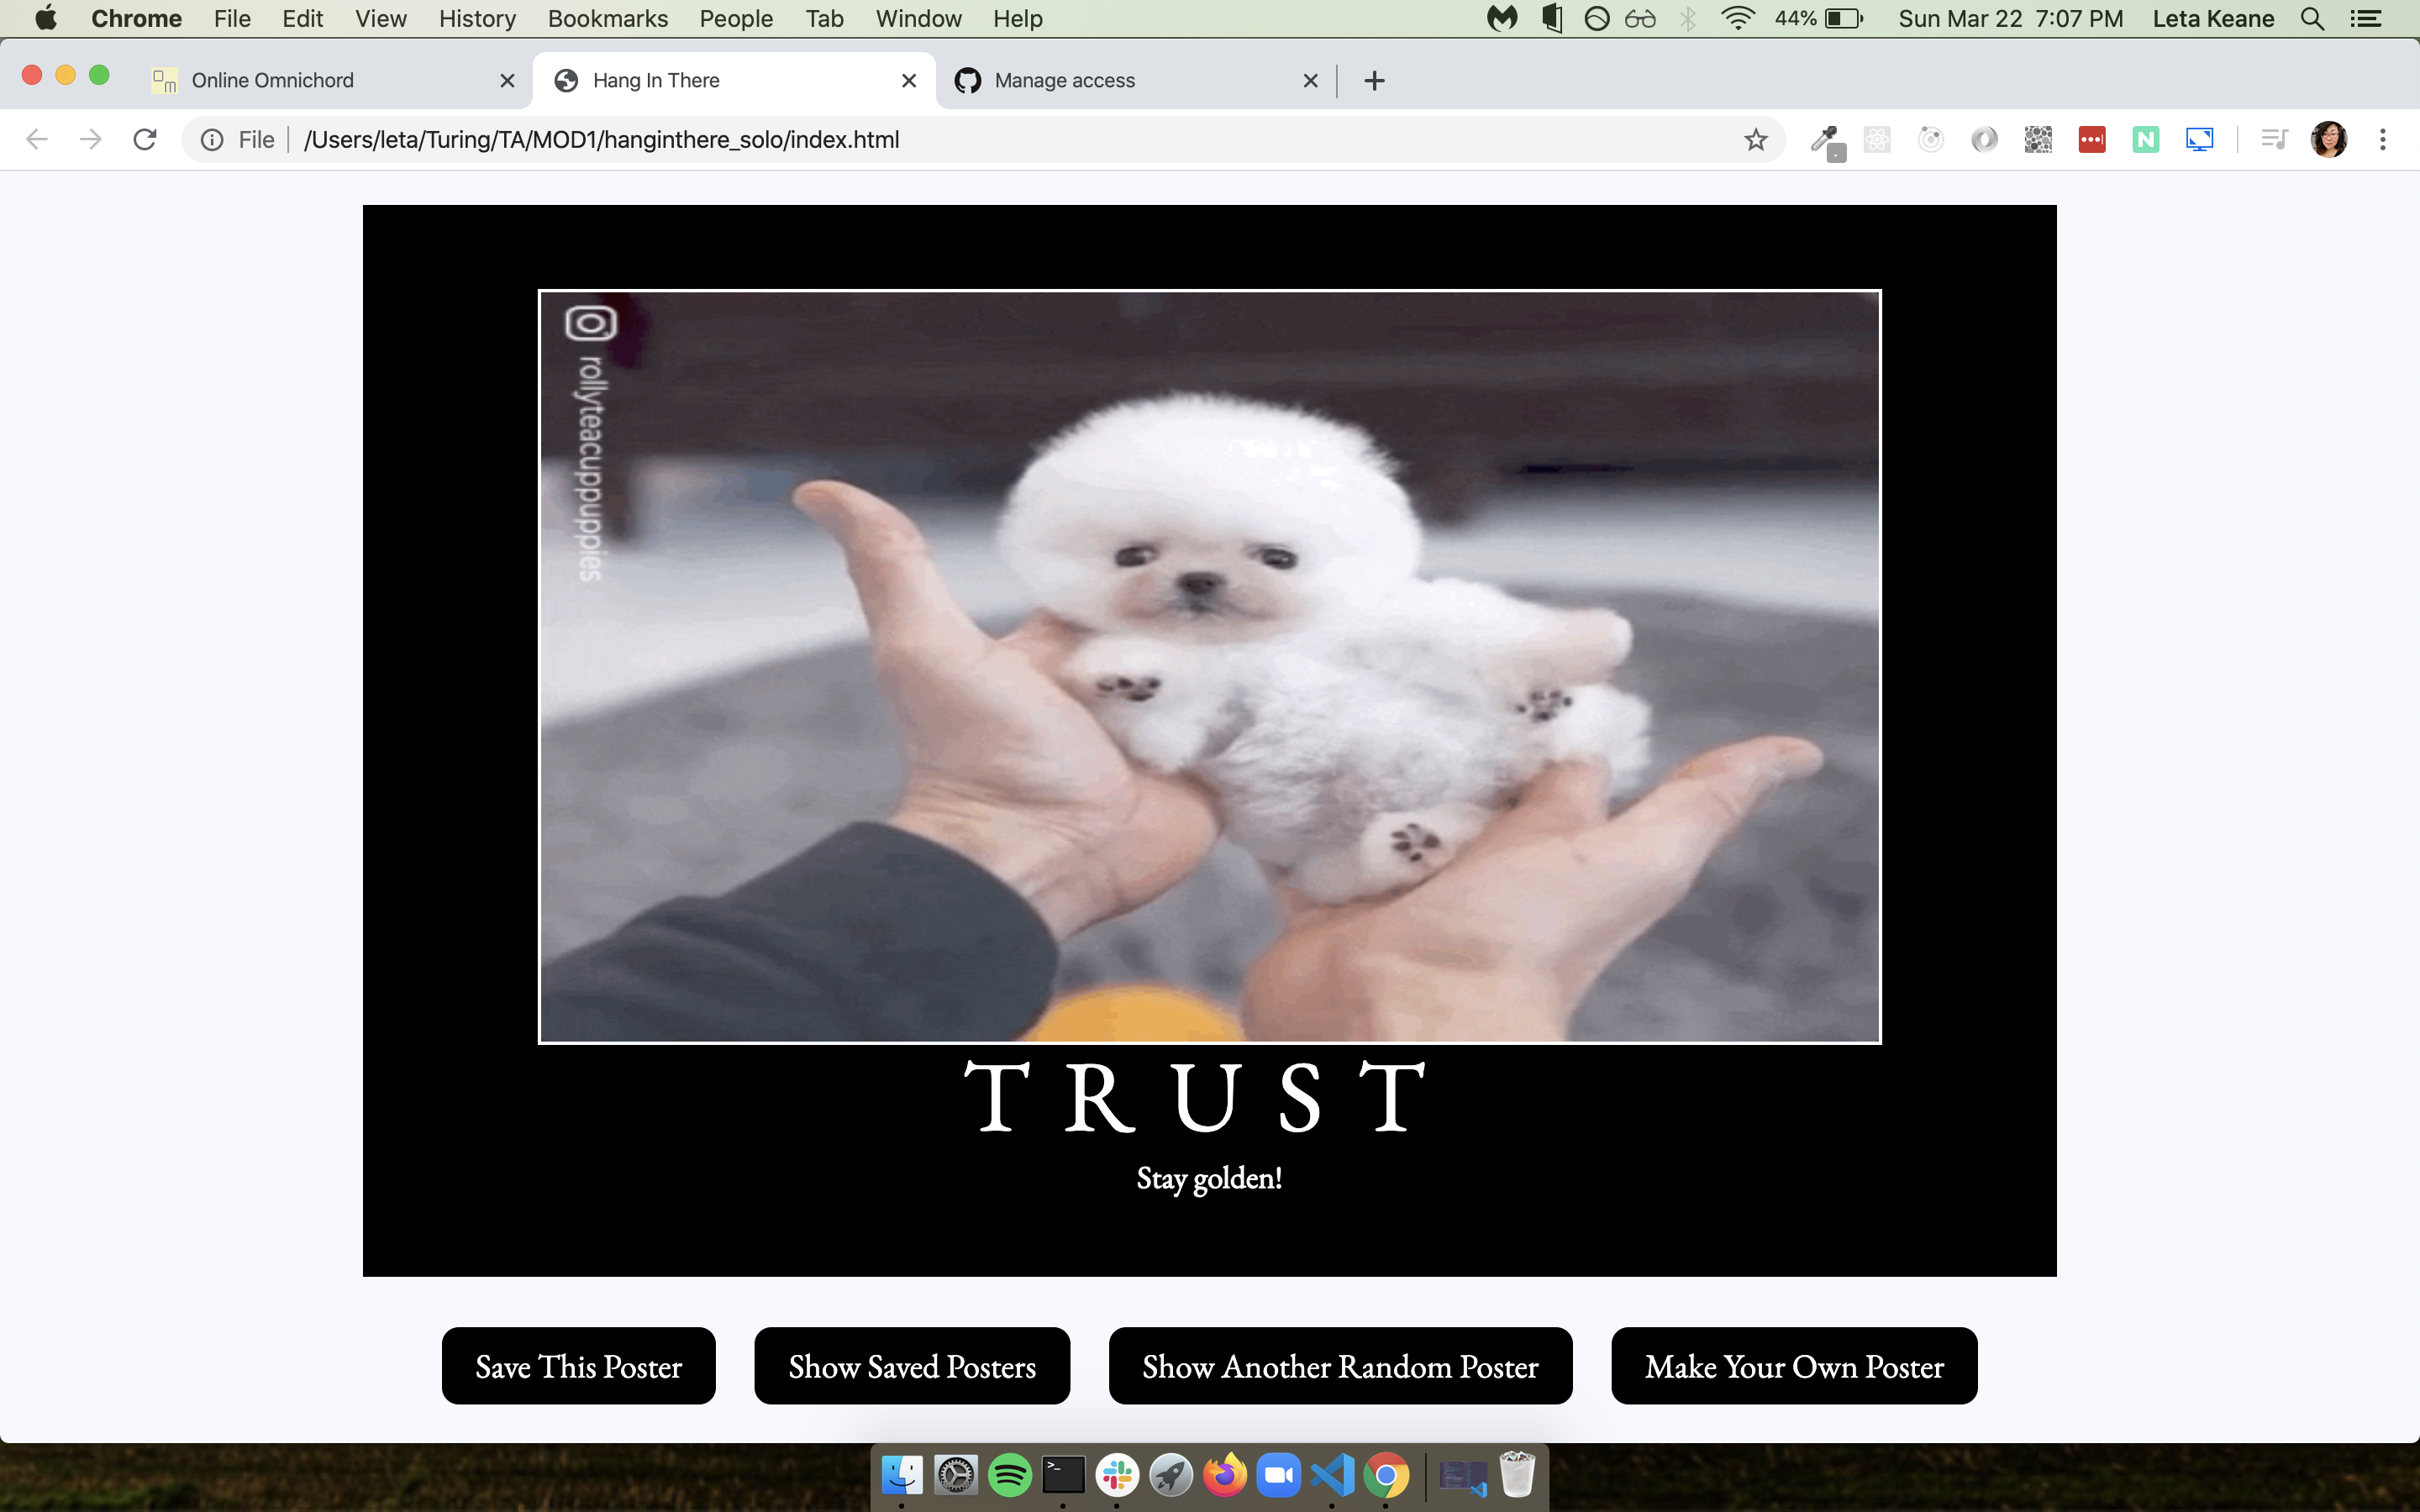 Chrome File Edit View History Bookmarks People Tab Window Help 44% Sun Mar 22 7:07 PM Leta Keane
Online Omnichord Hang In There Manage access
File /Users/leta/Turing/TA/MOD1/hanginthere_solo/index.html
rollyteacuppuppies
TRUST
Stay golden!
Save This Poster Show Saved Posters Show Another Random Poster Make Your Own Poster